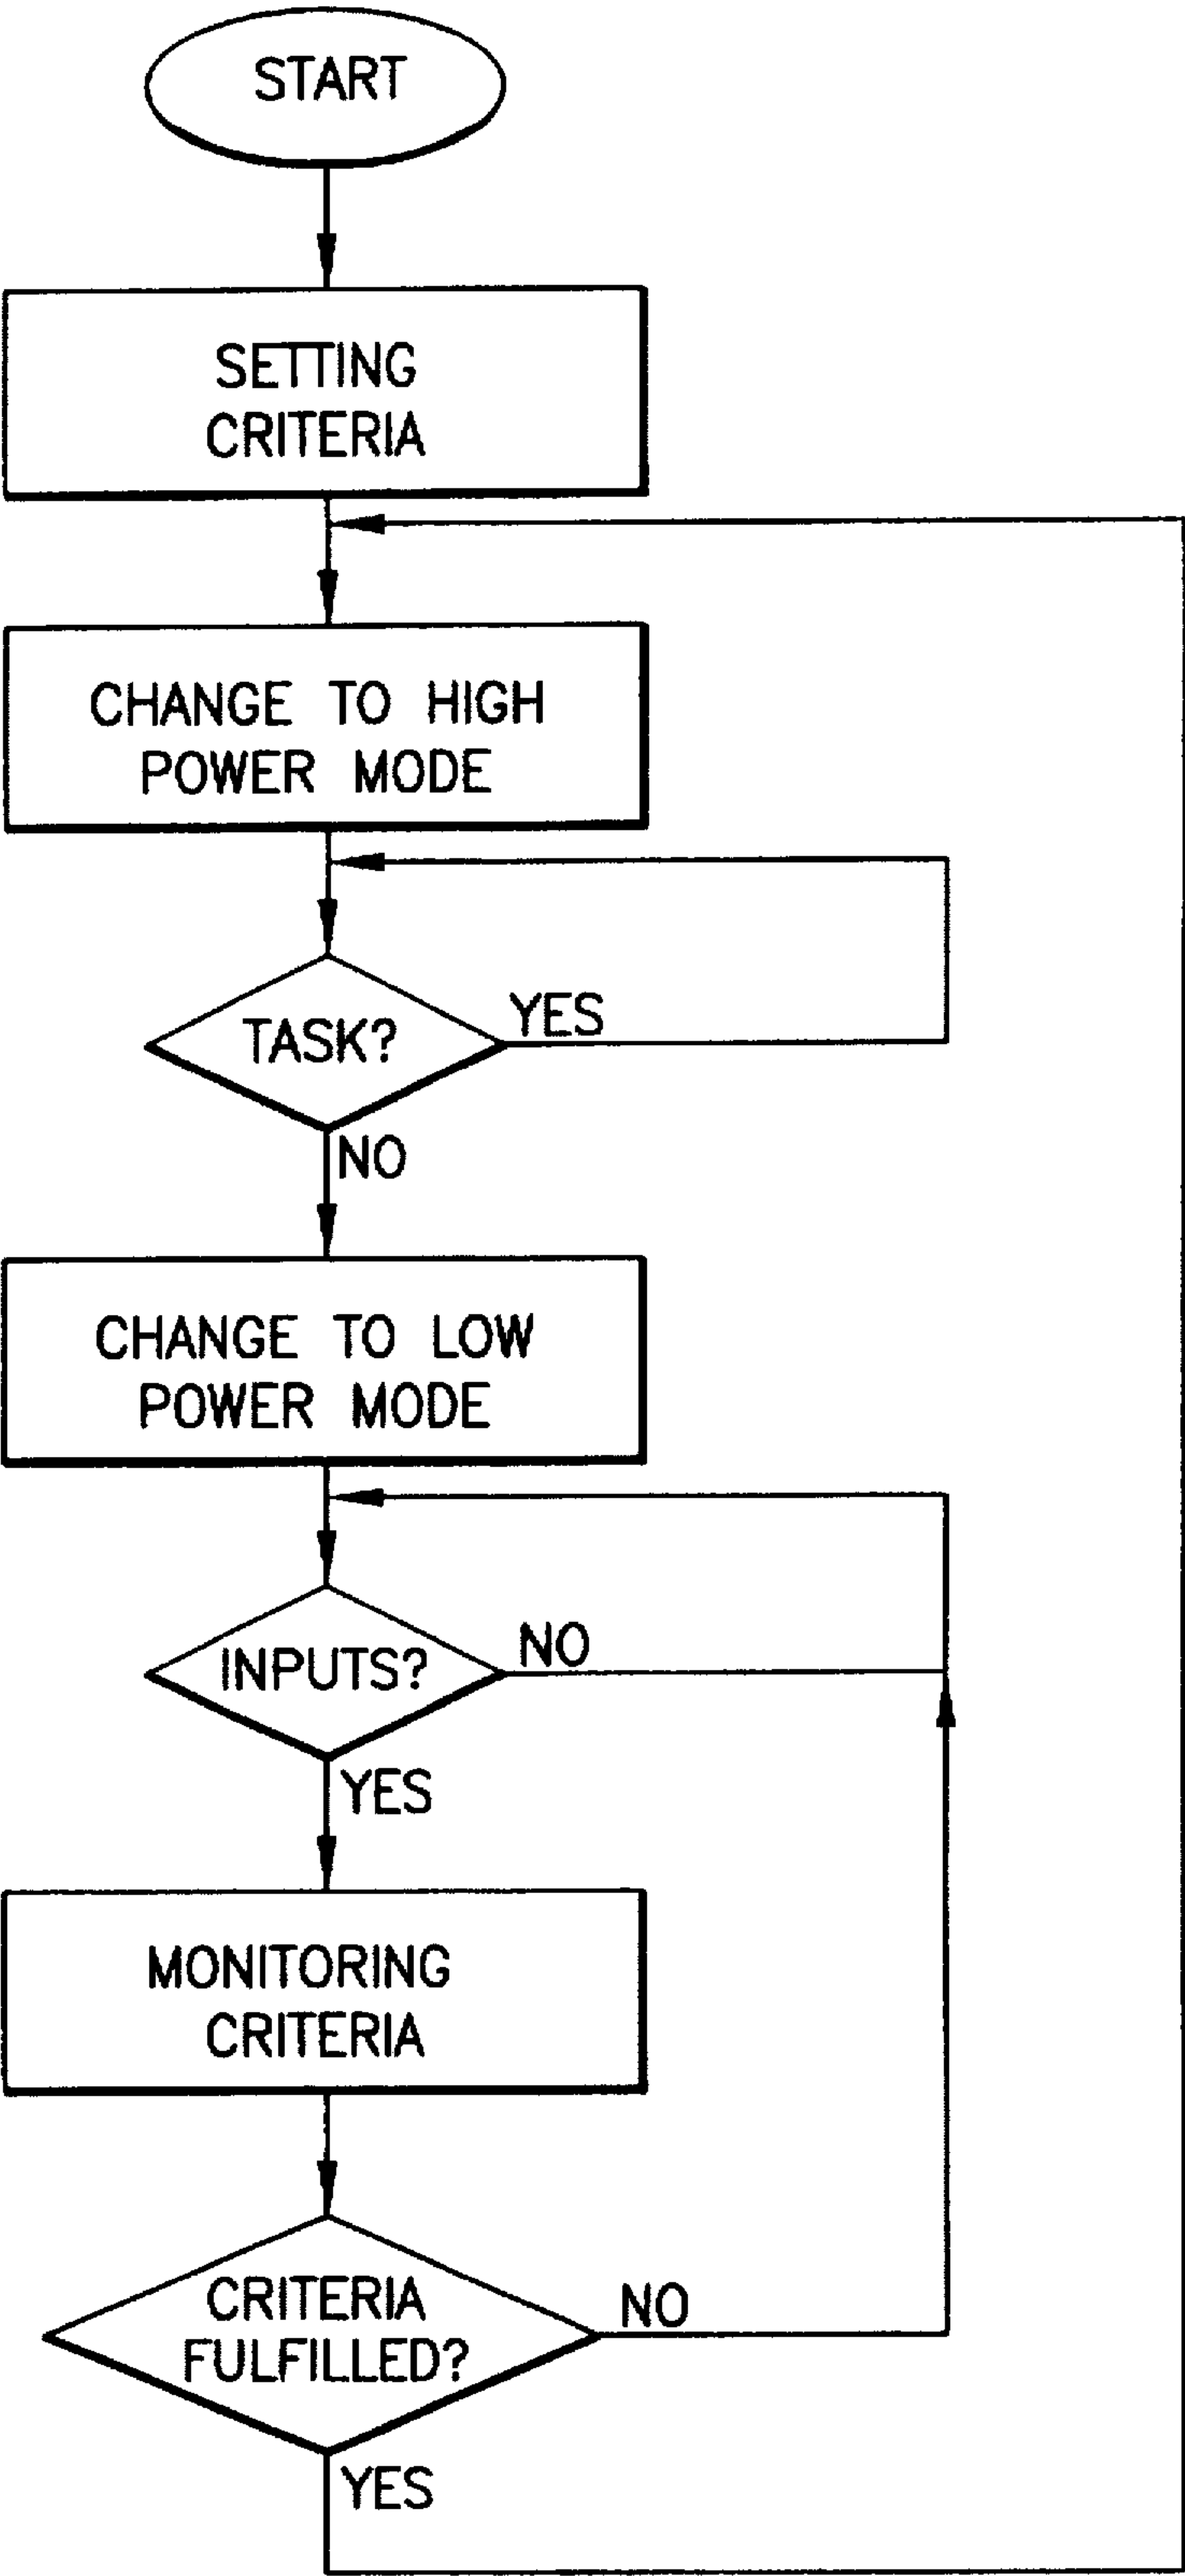 START
SETTING
CRITERIA
CHANGE TO HIGH
POWER MODE
TASK?
YES
NO
CHANGE TO LOW
POWER MODE
INPUTS?
NO
YES
MONITORING
CRITERIA
CRITERIA
FULFILLED?
NO
YES